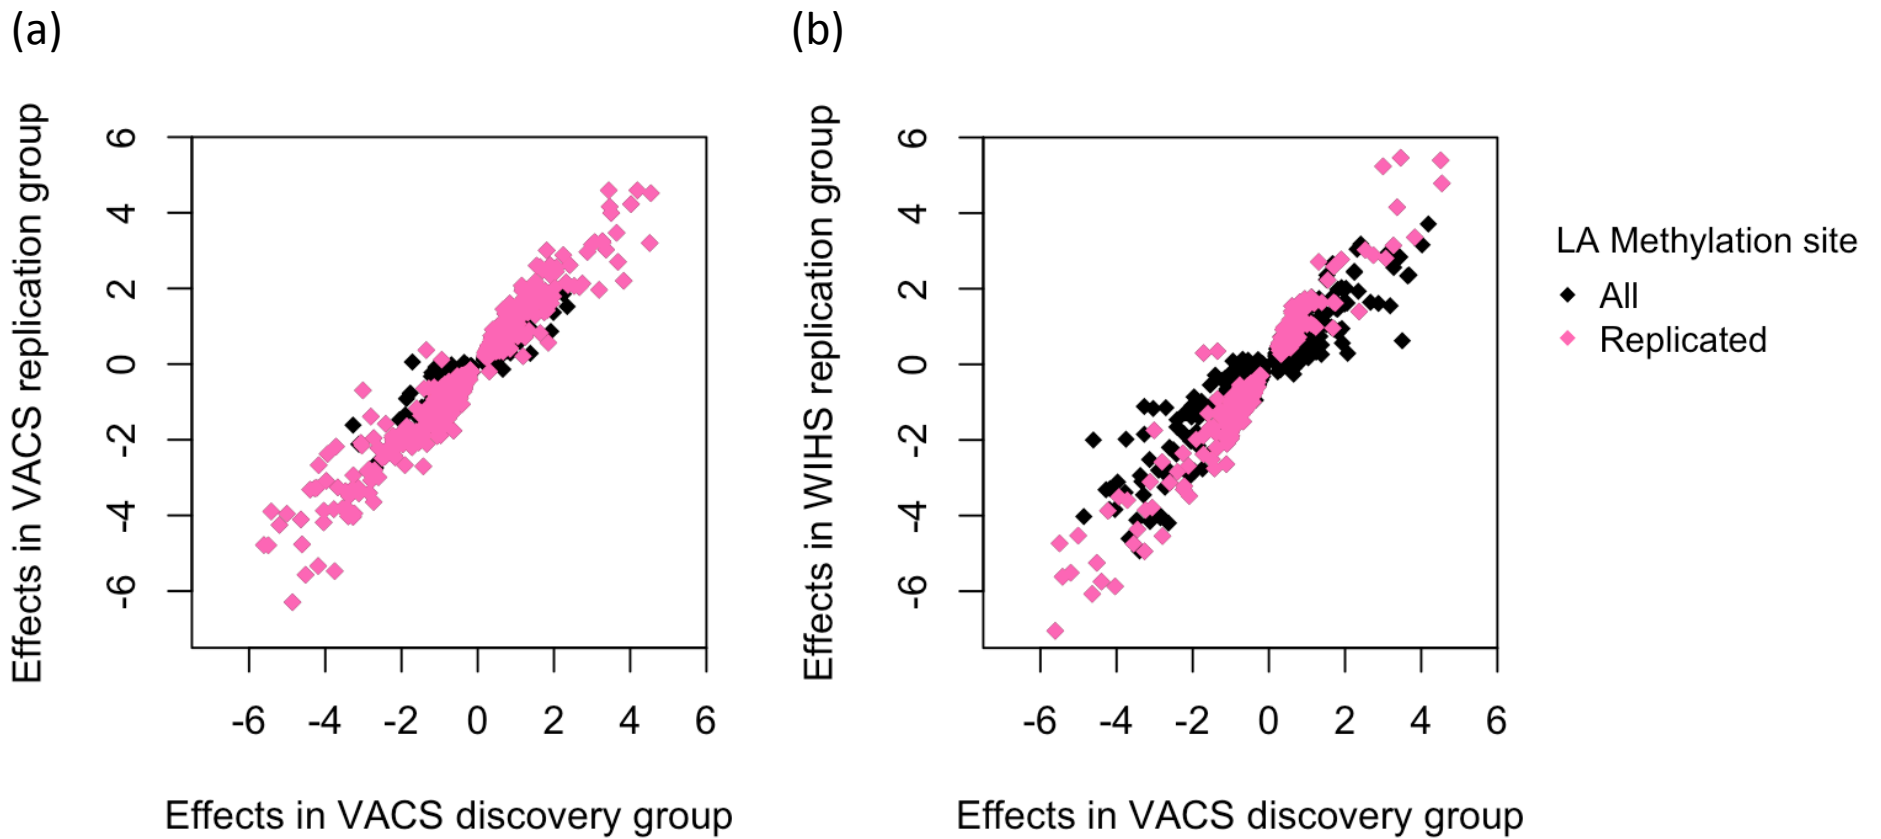 (a)
Effects in VACS replication group
6
4
2
0
-2
-4
-6
-6 -4 -2 0 2 4 6
Effects in VACS discovery group
(b)
Effects in WIHS replication group
6
4
2
0
-2
-4
-6
-6 -4 -2 0 2 4 6
Effects in VACS discovery group
LA Methylation site
All
Replicated